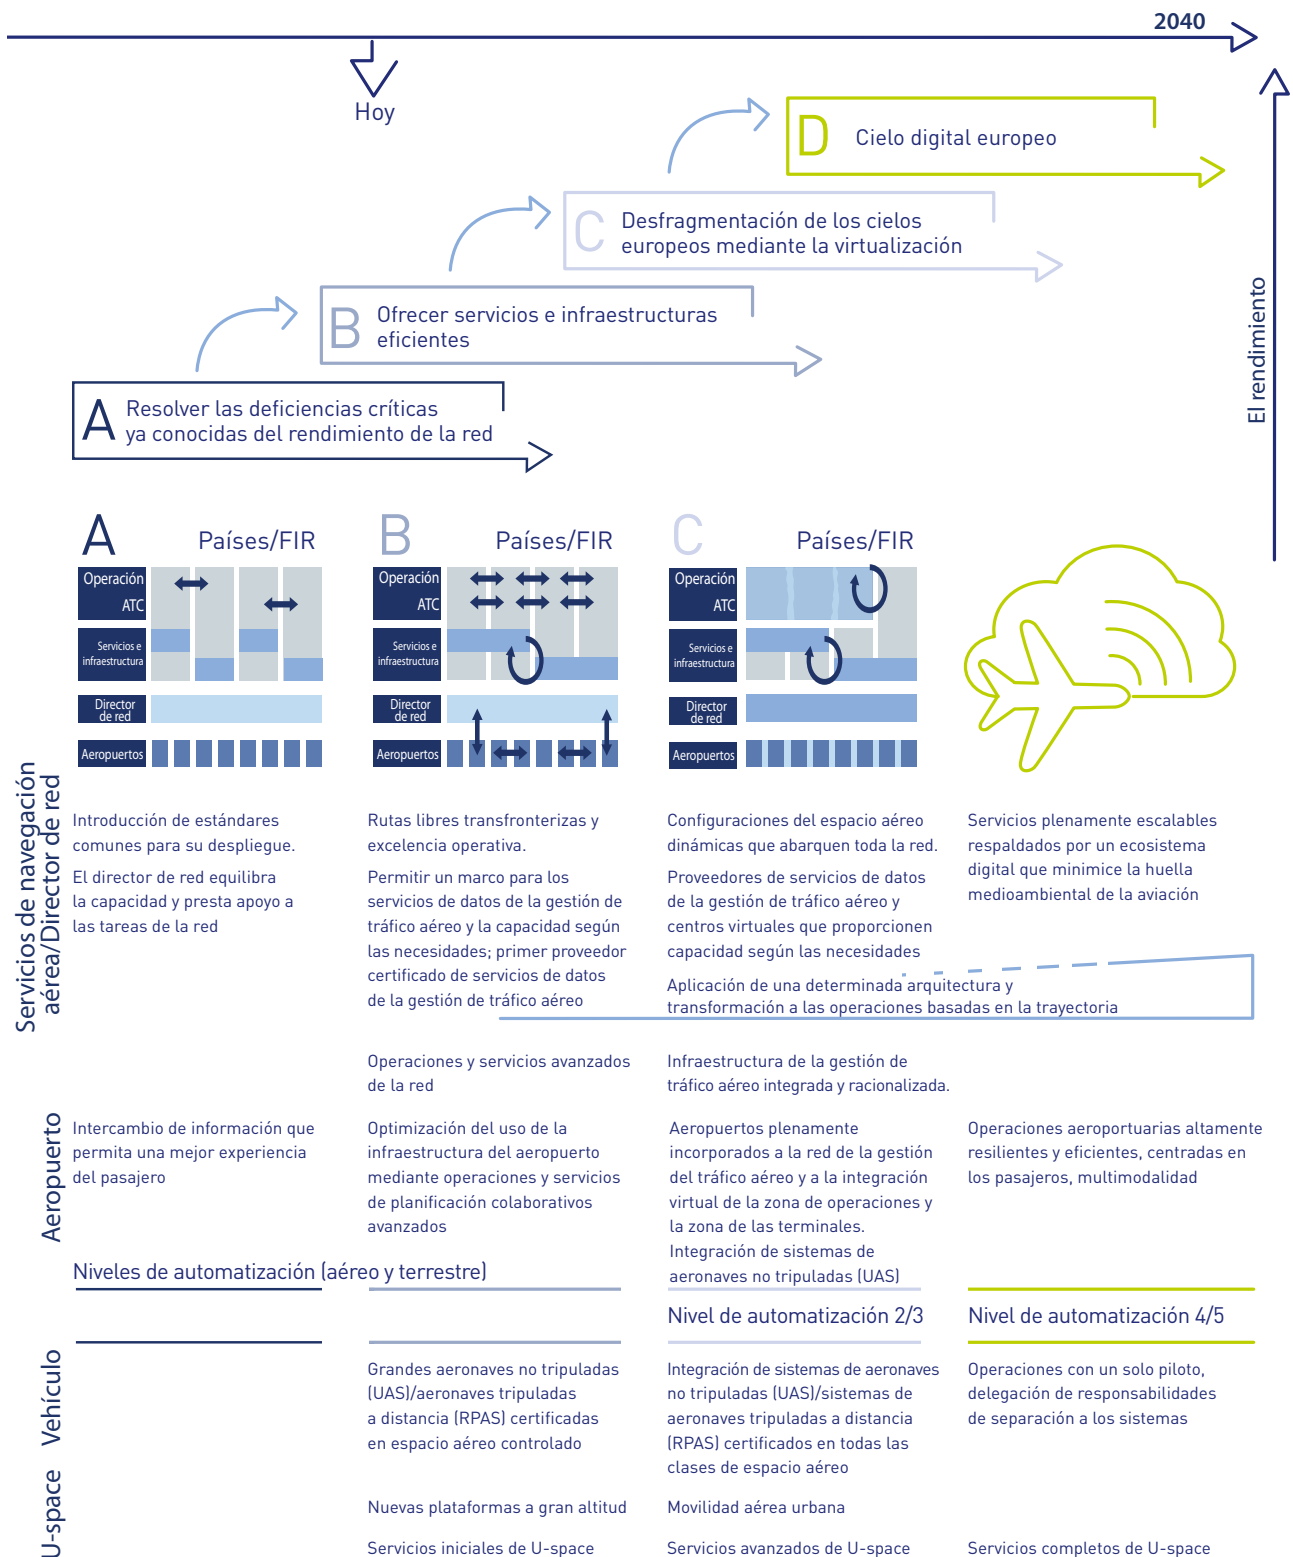 2040
Hoy
D
Cielo digital europeo
C
Desfragmentación de los cielos
europeos mediante la virtualización
B
Ofrecer servicios e infraestructuras
eficientes
A
Resolver las deficiencias críticas
ya conocidas del rendimiento de la red
El rendimiento
A
Países/FIR
Operación
ATC
Servicios e
infraestructura
Director
de red
Aeropuertos
B
Países/FIR
Operación
ATC
Servicios e
infraestructura
Director
de red
Aeropuertos
C
Países/FIR
Operación
ATC
Servicios e
infraestructura
Director
de red
Aeropuertos
Servicios de navegación
aérea/Director de red
Introducción de estándares
comunes para su despliegue.
El director de red equilibra
la capacidad y presta apoyo a
las tareas de la red
Rutas libres transfronterizas y
excelencia operativa.
Permitir un marco para los
servicios de datos de la gestión de
tráfico aéreo y la capacidad según
las necesidades; primer proveedor
certificado de servicios de datos
de la gestión de tráfico aéreo
Configuraciones del espacio aéreo
dinámicas que abarquen toda la red.
Proveedores de servicios de datos
de la gestión de tráfico aéreo y
centros virtuales que proporcionen
capacidad según las necesidades
Servicios plenamente escalables
respaldados por un ecosistema
digital que minimice la huella
medioambiental de la aviación
Aplicación de una determinada arquitectura y
transformación a las operaciones basadas en la trayectoria
Operaciones y servicios avanzados
de la red
Infraestructura de la gestión de
tráfico aéreo integrada y racionalizada.
Aeropuerto
Intercambio de información que
permita una mejor experiencia
del pasajero
Optimización del uso de la
infraestructura del aeropuerto
mediante operaciones y servicios
de planificación colaborativos
avanzados
Aeropuertos plenamente
incorporados a la red de la gestión
del tráfico aéreo y a la integración
virtual de la zona de operaciones y
la zona de las terminales.
Integración de sistemas de
aeronaves no tripuladas (UAS)
Operaciones aeroportuarias altamente
resilientes y eficientes, centradas en
los pasajeros, multimodalidad
Niveles de automatización (aéreo y terrestre)
Nivel de automatización 2/3
Nivel de automatización 4/5
Vehículo
Grandes aeronaves no tripuladas
(UAS)/aeronaves tripuladas
a distancia (RPAS) certificadas
en espacio aéreo controlado
Integración de sistemas de aeronaves
no tripuladas (UAS)/sistemas de
aeronaves tripuladas a distancia
(RPAS) certificados en todas las
clases de espacio aéreo
Operaciones con un solo piloto,
delegación de responsabilidades
de separación a los sistemas
U-space
Nuevas plataformas a gran altitud
Movilidad aérea urbana
Servicios iniciales de U-space
Servicios avanzados de U-space
Servicios completos de U-space